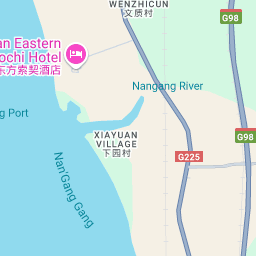 WENZHICUN
文质村
G98
an Eastern
ochi Hotel
东方索契酒店
Nangang River
g Port
XIAYUAN
VILLAGE
下园村
G98
G225
Nan'Gang Gang